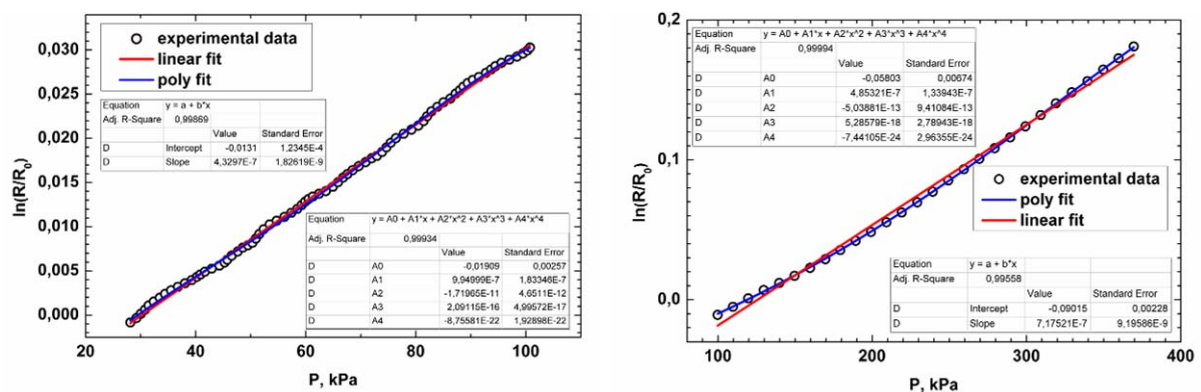 0,030
0,025
0,020
0,015
0,010
0,005
0,000
ln(R/R0)
experimental data
linear fit
poly fit
Equation y = a + b*x
Adj. R-Square 0,99869
Value Standard Error
D Intercept -0,0131 1,2345E-4
D Slope 4,3297E-7 1,82619E-9
Equation y = A0 + A1*x + A2*x^2 + A3*x^3 + A4*x^4
Adj. R-Square 0,99934
Value Standard Error
D A0 -0,01909 0,00257
D A1 9,94999E-7 1,83346E-7
D A2 -1,71965E-11 4,6511E-12
D A3 2,09115E-16 4,99572E-17
D A4 -8,75581E-22 1,92898E-22
20 40 60 80 100
P, kPa
0,2
0,1
0,0
ln(R/R0)
Equation y = A0 + A1*x + A2*x^2 + A3*x^3 + A4*x^4
Adj. R-Square 0,99994
Value Standard Error
D A0 -0,05803 0,00674
D A1 4,85321E-7 1,33943E-7
D A2 -5,03881E-13 9,41084E-13
D A3 5,28579E-18 2,78943E-18
D A4 -7,44105E-24 2,96355E-24
experimental data
poly fit
linear fit
Equation y = a + b*x
Adj. R-Square 0,99558
Value Standard Error
D Intercept -0,09015 0,00228
D Slope 7,17521E-7 9,19586E-9
100 200 300 400
P, kPa